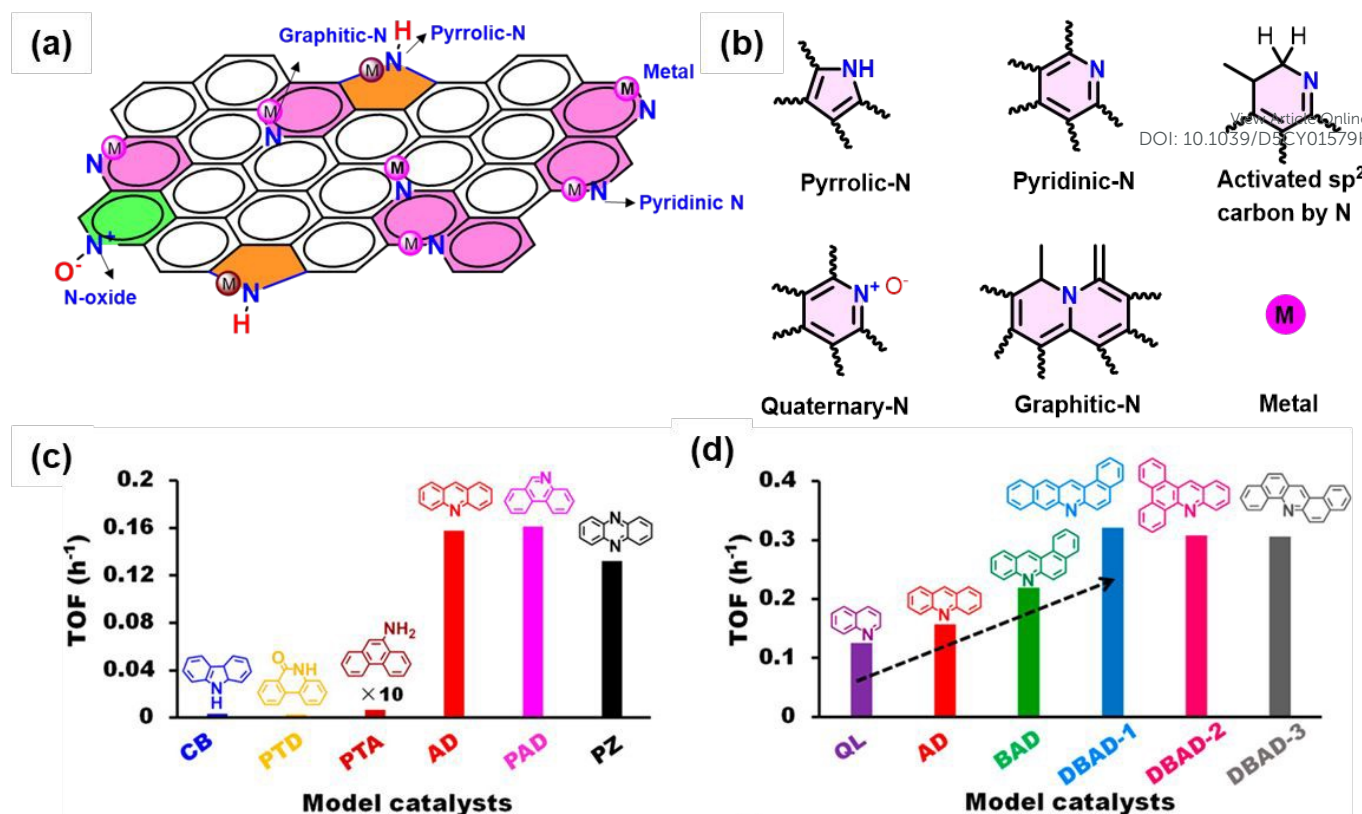 (a)
H
Graphitic-N
Pyrrolic-N
N
M
Metal
M
M
N
N
M
N
M
N
M
N
Pyridinic N
M
N
N+
O-
N-oxide
M
N
H
(b)
NH
N
H H
N
View Article Online
DOI: 10.1039/D5CY01579H
Pyrrolic-N
Pyridinic-N
Activated sp2
carbon by N
N+ O-
N
M
Quaternary-N
Graphitic-N
Metal
(c)
TOF (h-1)
0.2
0.16
0.12
0.08
0.04
0
N
H
O
NH
NH2
×10
N
N
N
N
CB
PTD
PTA
AD
PAD
PZ
Model catalysts
(d)
TOF (h-1)
0.4
0.3
0.2
0.1
0
N
N
N
N
N
N
QL
AD
BAD
DBAD-1
DBAD-2
DBAD-3
Model catalysts